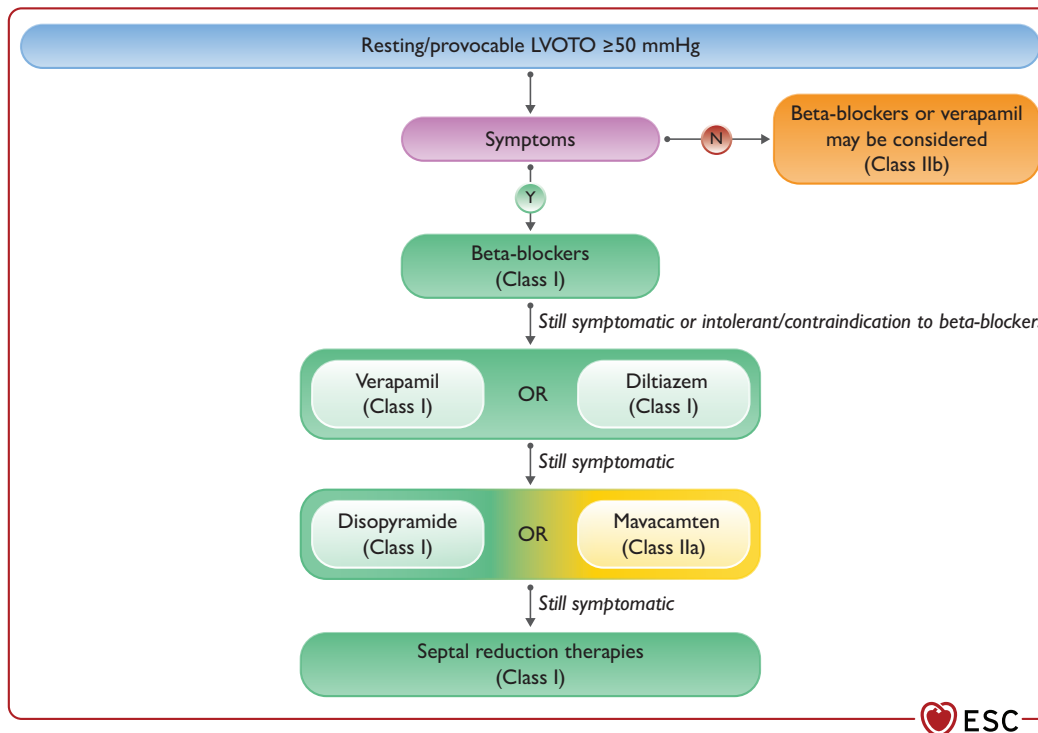 Resting/provocable LVOTO ≥50 mmHg
Symptoms
N
Beta-blockers or verapamil
may be considered
(Class IIb)
Y
Beta-blockers
(Class I)
Still symptomatic or intolerant/contraindication to beta-blocker
Verapamil
(Class I)
OR
Diltiazem
(Class I)
Still symptomatic
Disopyramide
(Class I)
OR
Mavacamten
(Class IIa)
Still symptomatic
Septal reduction therapies
(Class I)
ESC